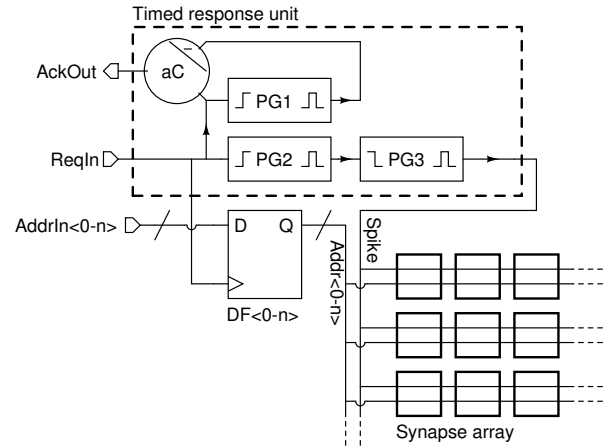 Timed response unit
AckOut
aC
PG1
ReqIn
PG2
PG3
AddrIn<0-n>
D
Q
Addr<0-n>
Spike
DF<0-n>
Synapse array